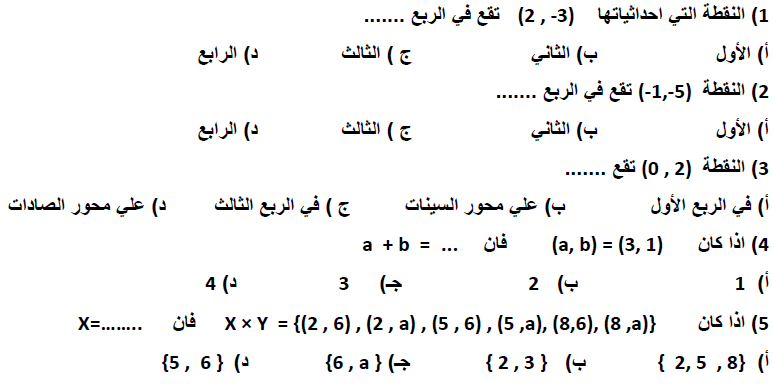 1) النقطة التي احداثياتها (2 , -3) تقع في الربع .......
أ) الأول ب) الثاني ج ) الثالث د) الرابع
2) النقطة (-1,-5) تقع في الربع .......
أ) الأول ب) الثاني ج ) الثالث د) الرابع
3) النقطة (0 , 2) تقع .......
أ) في الربع الأول ب) علي محور السينات ج ) في الربع الثالث د) علي محور الصادات
4) اذا كان (a, b) = (3, 1) فان a + b = ...
أ) 1 ب) 2 جـ) 3 د) 4
5) اذا كان X × Y = {(2 , 6) , (2 , a) , (5 , 6) , (5 ,a), (8,6), (8 ,a)} فان X=........
أ) { 2, 5 , 8} ب) { 2 , 3 } جـ) {6 , a } د) {5 , 6 }